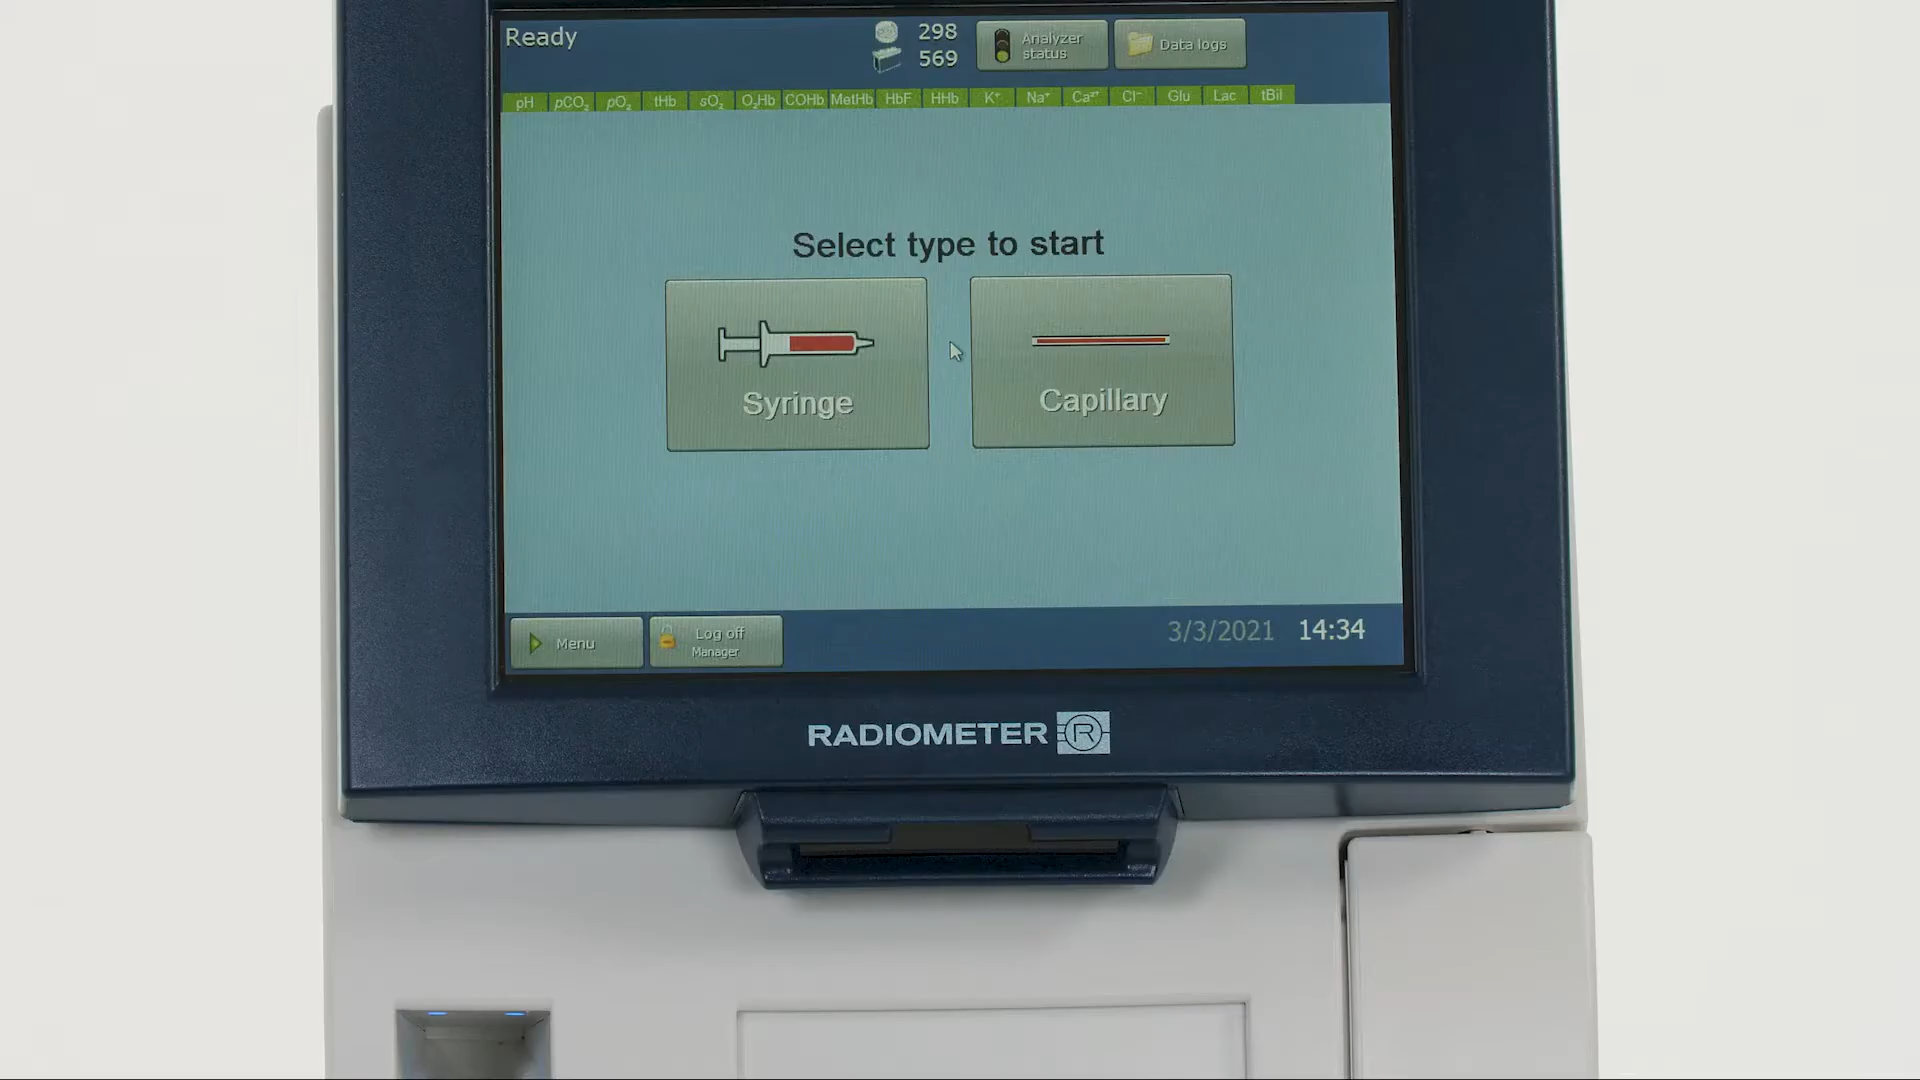 Ready
298
569
Analyzer
status
Data logs
pH pCO₂ pO₂ tHb sO₂ O₂Hb COHb MetHb HbF HHb K⁺ Na⁺ Ca²⁺ Cl⁻ Glu Lac tBil
Select type to start
Syringe
Capillary
Menu
Log off
Manager
3/3/2021 14:34
RADIOMETER R